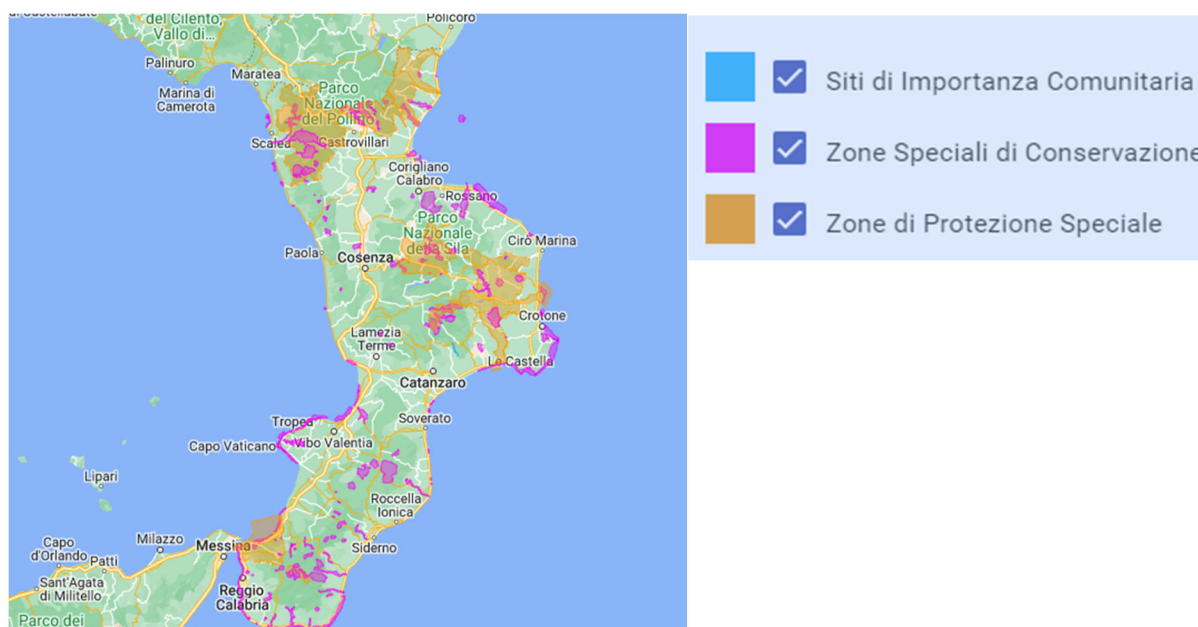 di Castellabate
del Cilento,
Vallo di...
Policoro
Palinuro
Maratea
Marina di
Camerota
Parco
Nazionale
del Pollino
Scalea
Castrovillari
Corigliano
Calabro
Rossano
Parco
Nazionale
della Sila
Cirò Marina
Paola
Cosenza
Crotone
Lamezia
Terme
Le Castella
Catanzaro
Tropea
Soverato
Capo Vaticano
Vibo Valentia
Lipari
Roccella
Ionica
Capo
d'Orlando
Milazzo
Messina
Siderno
Patti
Sant'Agata
di Militello
Reggio
Calabria
Parco dei
Siti di Importanza Comunitaria
Zone Speciali di Conservazione
Zone di Protezione Speciale